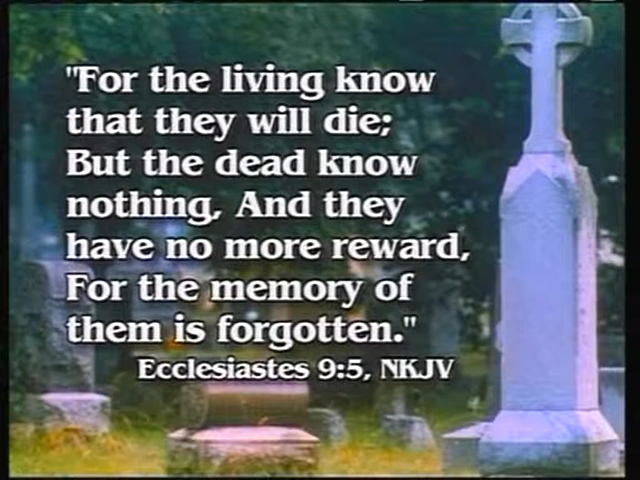 "For the living know
that they will die;
But the dead know
nothing, And they
have no more reward,
For the memory of
them is forgotten."
Ecclesiastes 9:5, NKJV